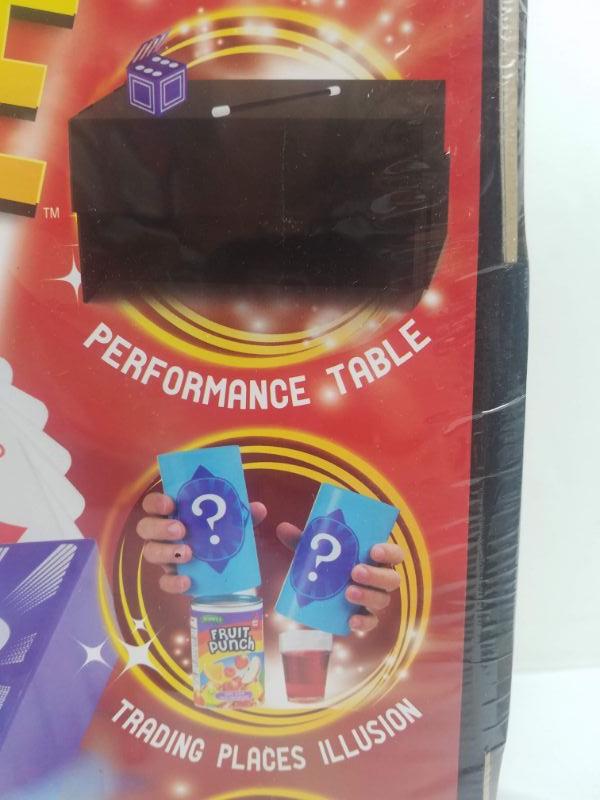 E
TM
PERFORMANCE TABLE
?
?
FRUIT
PUNCH
TRADING PLACES ILLUSION